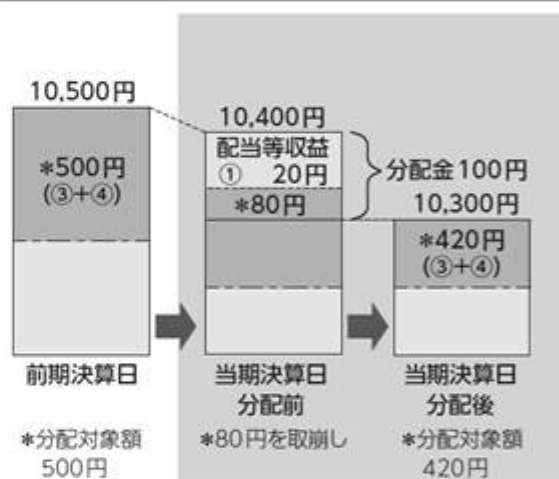 10,500円
*500円
(③+④)
前期決算日
*分配対象額
500円
10,400円
配当等収益
① 20円
*80円
分配金100円
当期決算日
分配前
*80円を取崩し
10,300円
*420円
(③+④)
当期決算日
分配後
*分配対象額
420円